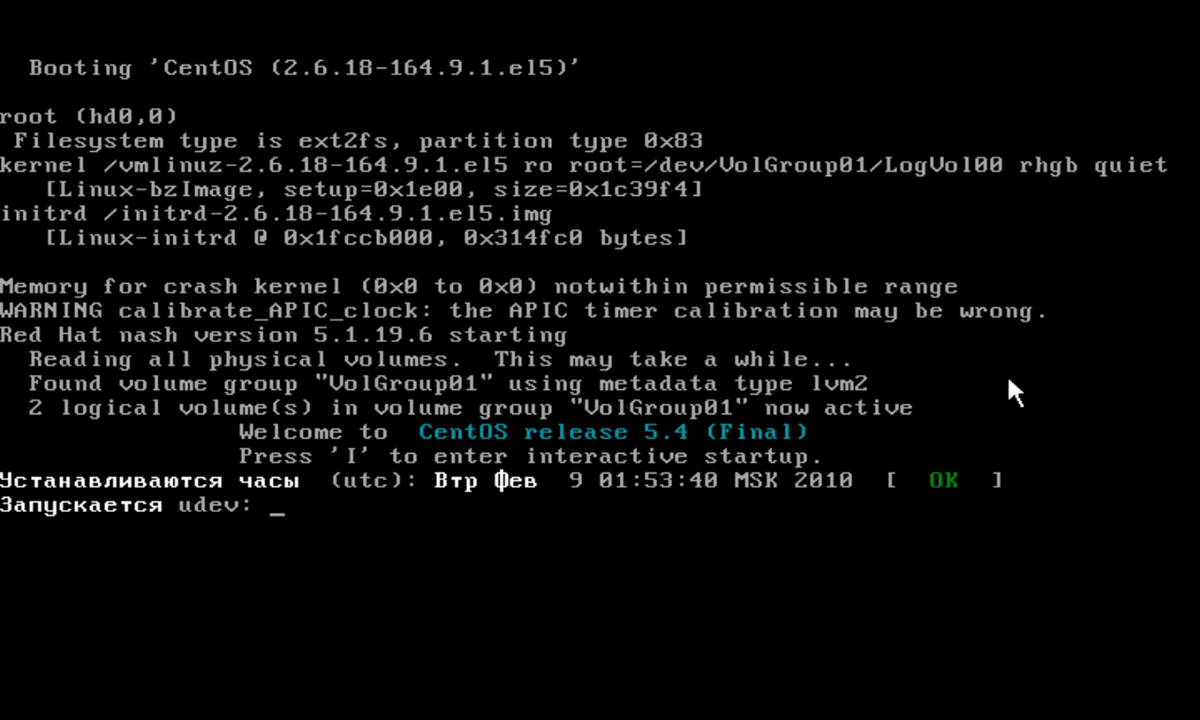 Booting 'CentOS (2.6.18-164.9.1.el5)'
root (hd0,0)
Filesystem type is ext2fs, partition type 0x83
kernel /vmlinuz-2.6.18-164.9.1.el5 ro root=/dev/VolGroup01/LogVol00 rhgb quiet
[Linux-bzImage, setup=0x1e00, size=0x1c39f4]
initrd /initrd-2.6.18-164.9.1.el5.img
[Linux-initrd @ 0x1fccb000, 0x314fc0 bytes]
Memory for crash kernel (0x0 to 0x0) notwithin permissible range
WARNING calibrate_APIC_clock: the APIC timer calibration may be wrong.
Red Hat nash version 5.1.19.6 starting
Reading all physical volumes.  This may take a while...
Found volume group "VolGroup01" using metadata type lvm2
2 logical volume(s) in volume group "VolGroup01" now active
Welcome to  CentOS release 5.4 (Final)
Press 'I' to enter interactive startup.
Устанавливаются часы  (utc): Втр Фев  9 01:53:40 MSK 2010  [  OK  ]
Запускается udev: _